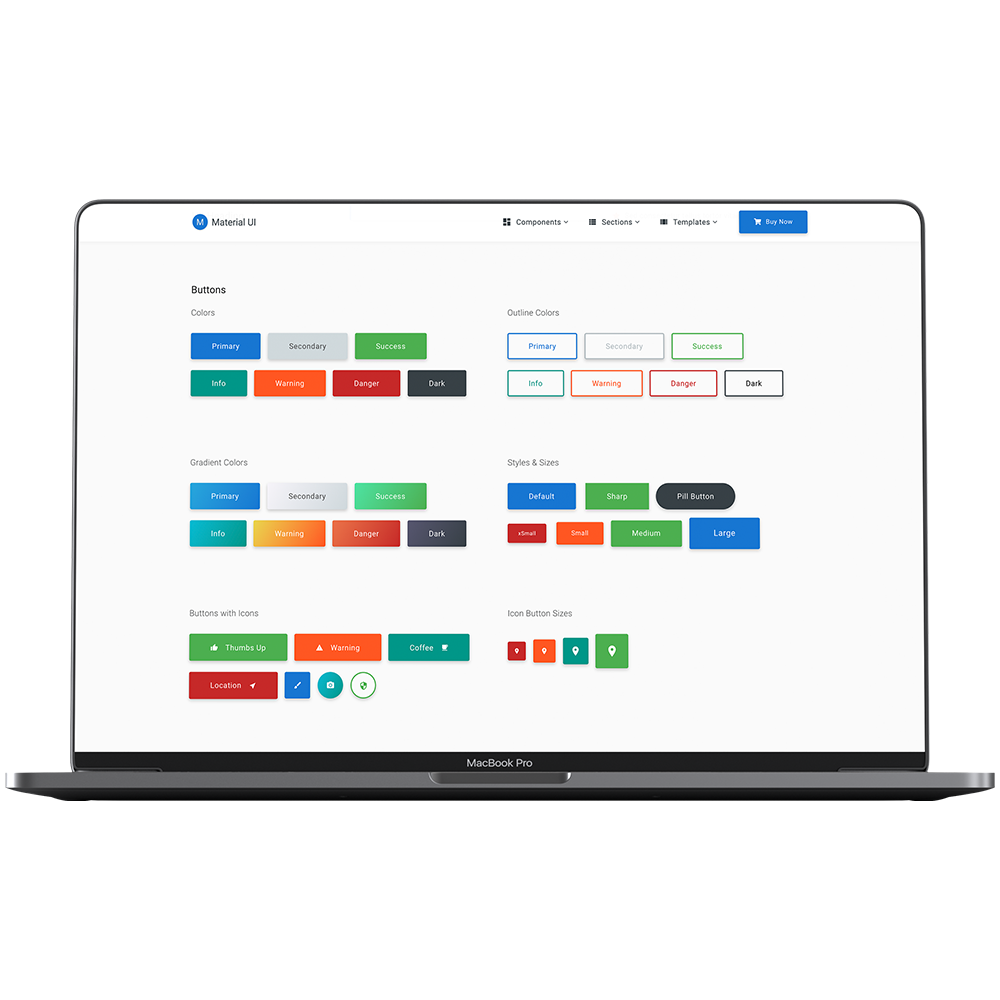 M Material UI Components Sections Templates Buy Now
Buttons
Colors
Primary Secondary Success
Info Warning Danger Dark
Outline Colors
Primary Secondary Success
Info Warning Danger Dark
Gradient Colors
Primary Secondary Success
Info Warning Danger Dark
Styles & Sizes
Default Sharp Pill Button
xSmall Small Medium Large
Buttons with Icons
Thumbs Up Warning Coffee
Location
Icon Button Sizes
MacBook Pro